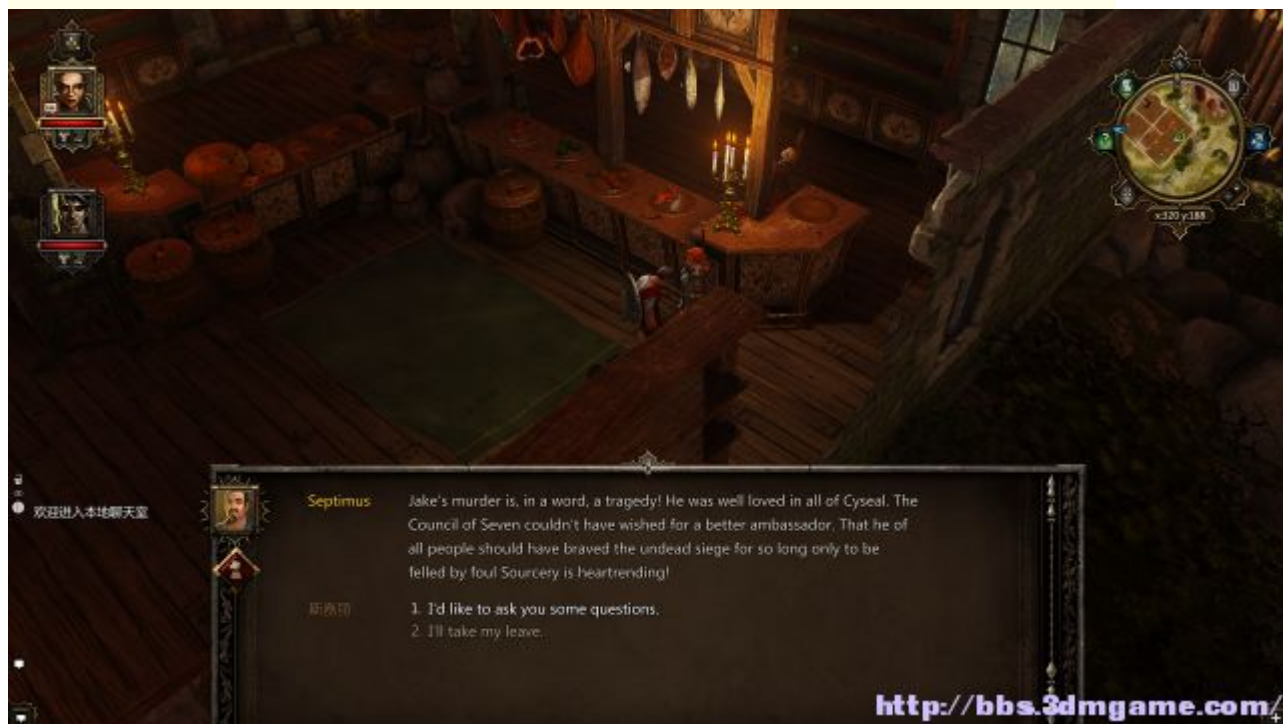 x:320 y:188
Septimus
Jake's murder is, in a word, a tragedy! He was well loved in all of Cyseal. The
Council of Seven couldn't have wished for a better ambassador. That he of
all people should have braved the undead siege for so long only to be
felled by foul Sourcery is heartrending!
欢迎进入本地聊天室
1. I'd like to ask you some questions.
2. I'll take my leave.
http://bbs.3dmgame.com/